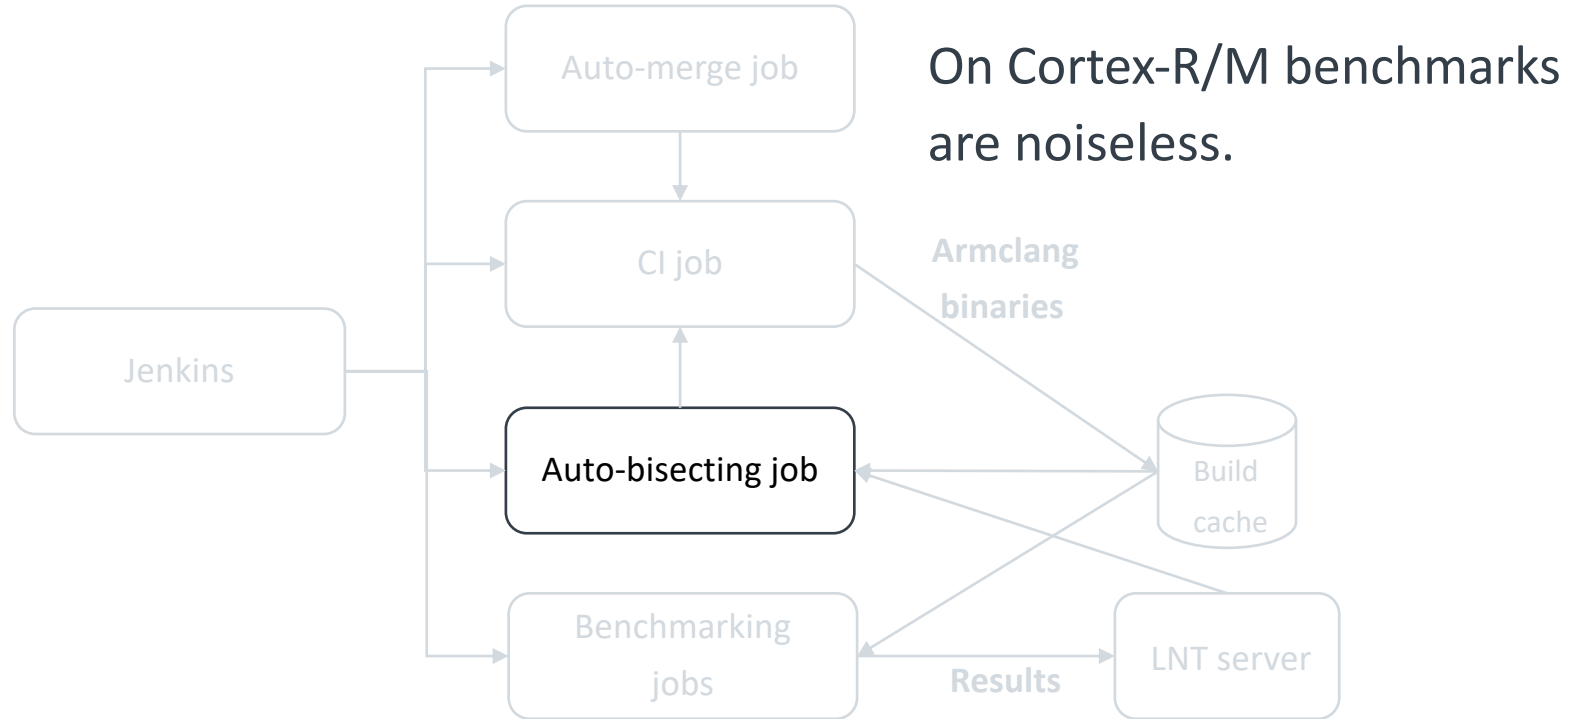 Auto-merge job
On Cortex-R/M benchmarks
are noiseless.
CI job
Armclang
binaries
Jenkins
Auto-bisecting job
Build
cache
Benchmarking
jobs
Results
LNT server